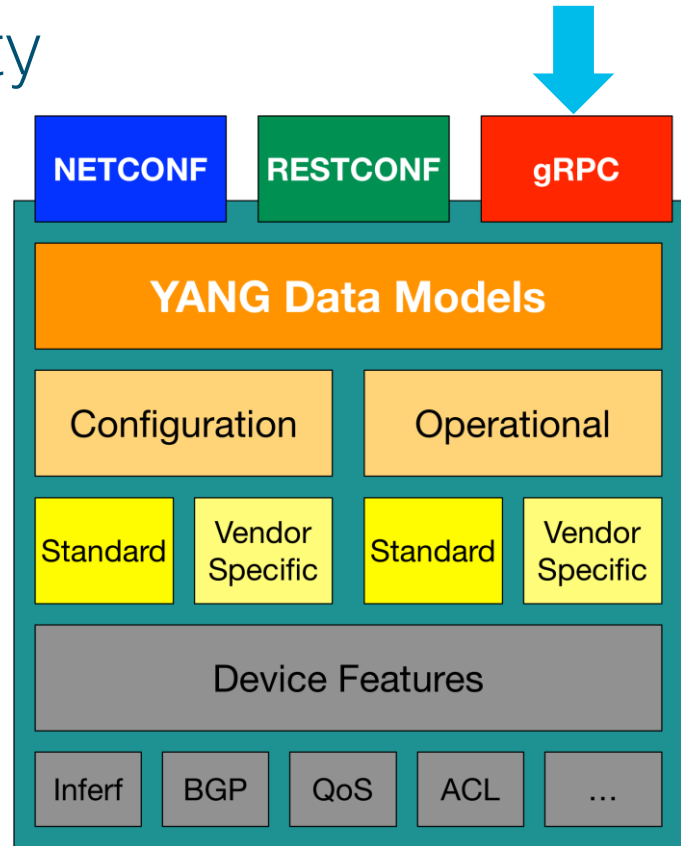 ty
NETCONF RESTCONF gRPC
YANG Data Models
Configuration Operational
Standard Vendor Specific Standard Vendor Specific
Device Features
Inferf BGP QoS ACL ...